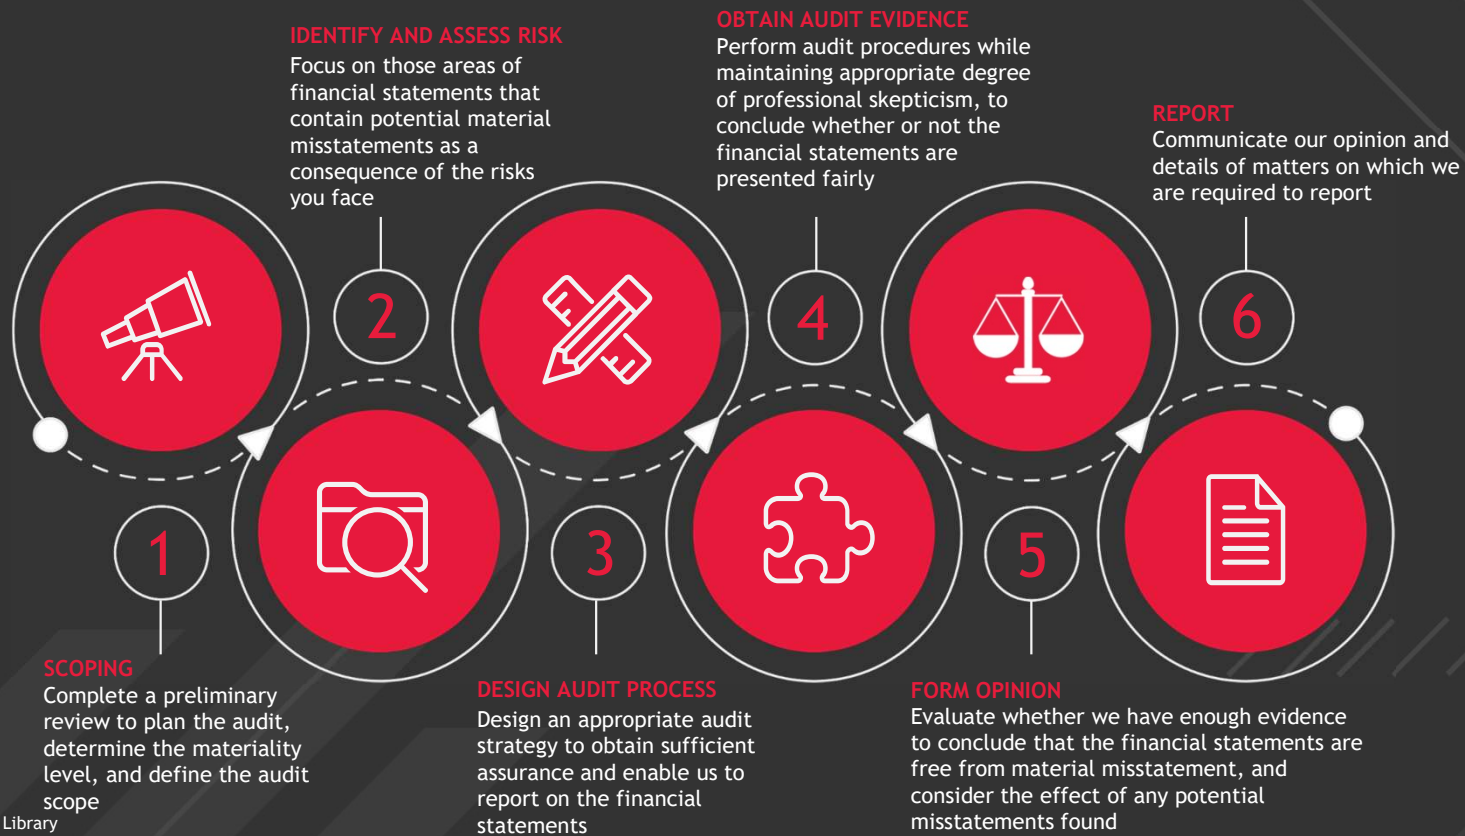 1
SCOPING
Complete a preliminary
review to plan the audit,
determine the materiality
level, and define the audit
scope
2
IDENTIFY AND ASSESS RISK
Focus on those areas of
financial statements that
contain potential material
misstatements as a
consequence of the risks
you face
3
DESIGN AUDIT PROCESS
Design an appropriate audit
strategy to obtain sufficient
assurance and enable us to
report on the financial
statements
4
OBTAIN AUDIT EVIDENCE
Perform audit procedures while
maintaining appropriate degree
of professional skepticism, to
conclude whether or not the
financial statements are
presented fairly
5
FORM OPINION
Evaluate whether we have enough evidence
to conclude that the financial statements are
free from material misstatement, and
consider the effect of any potential
misstatements found
6
REPORT
Communicate our opinion and
details of matters on which we
are required to report
Library